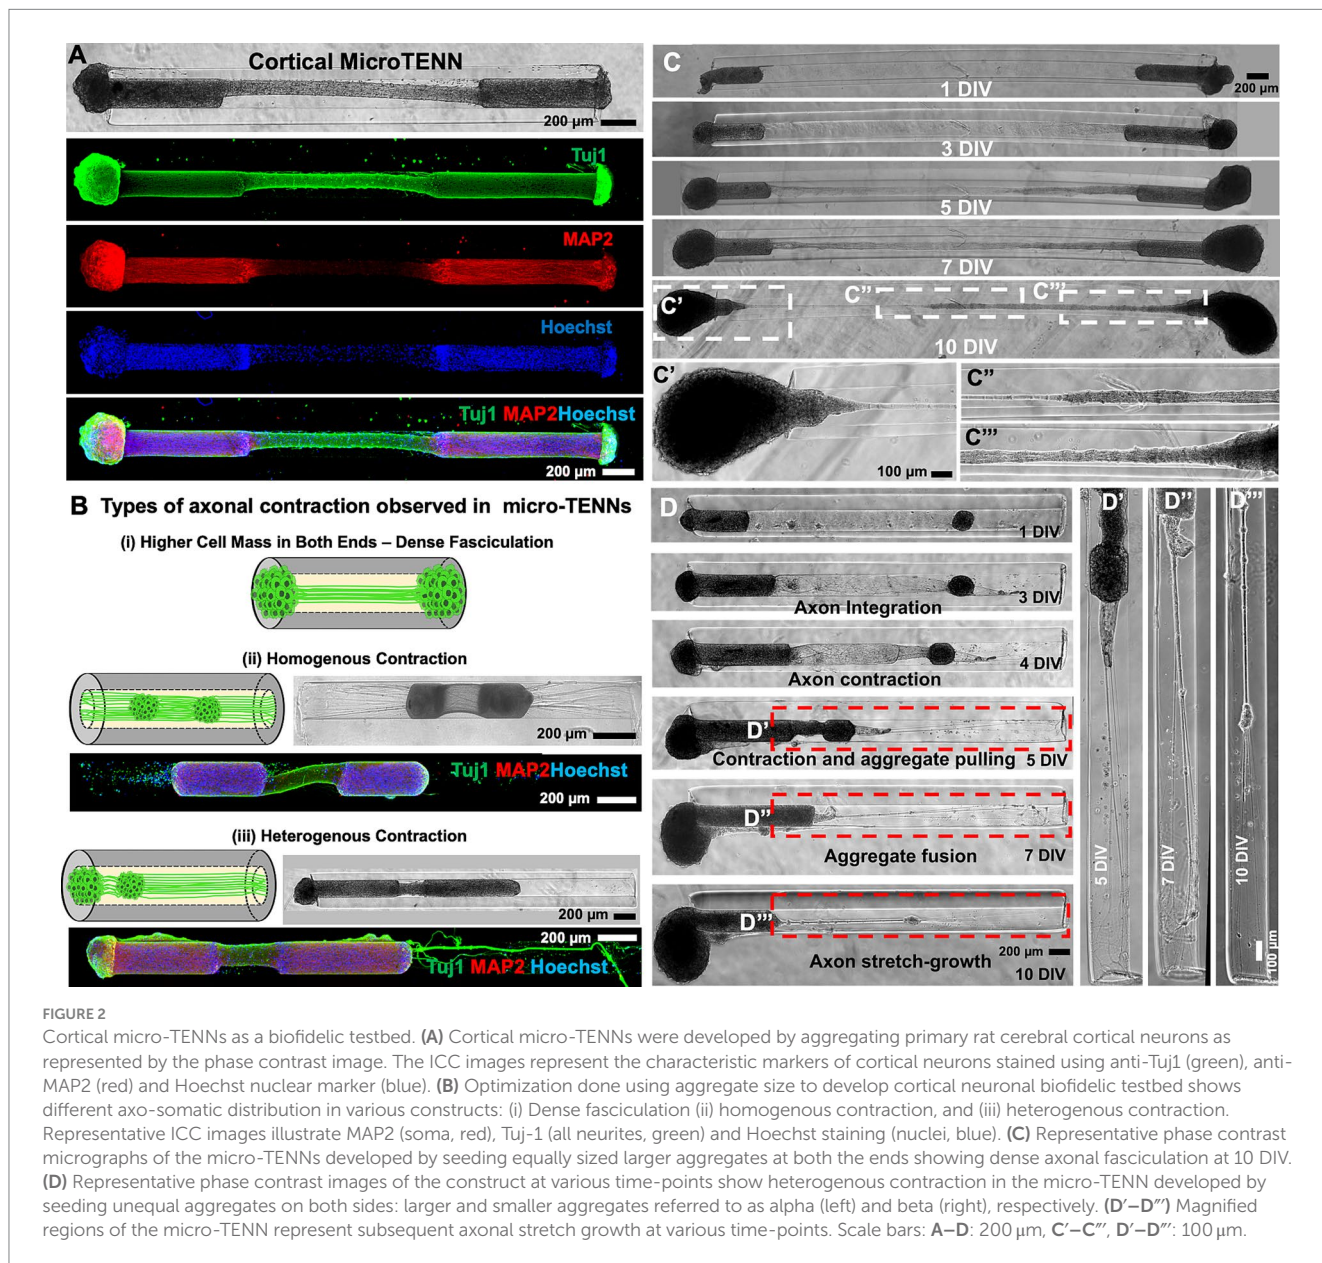 A
Cortical MicroTENN
200 µm
Tuj1
MAP2
Hoechst
Tuj1 MAP2Hoechst
200 µm
B Types of axonal contraction observed in micro-TENNs
(i) Higher Cell Mass in Both Ends – Dense Fasciculation
(ii) Homogenous Contraction
200 µm
Tuj1 MAP2Hoechst
200 µm
(iii) Heterogenous Contraction
200 µm
200 µm
Tuj1 MAP2 Hoechst
C
1 DIV
200 µm
3 DIV
5 DIV
7 DIV
C'
C''
C'''
10 DIV
C'
100 µm
C''
C'''
D
1 DIV
3 DIV
Axon Integration
4 DIV
Axon contraction
D'
Contraction and aggregate pulling 5 DIV
D''
Aggregate fusion
7 DIV
D'''
200 µm
Axon stretch-growth
10 DIV
D'
5 DIV
D''
7 DIV
D'''
10 DIV
100 µm
FIGURE 2
Cortical micro-TENNs as a biofidelic testbed. (A) Cortical micro-TENNs were developed by aggregating primary rat cerebral cortical neurons as
represented by the phase contrast image. The ICC images represent the characteristic markers of cortical neurons stained using anti-Tuj1 (green), anti-
MAP2 (red) and Hoechst nuclear marker (blue). (B) Optimization done using aggregate size to develop cortical neuronal biofidelic testbed shows
different axo-somatic distribution in various constructs: (i) Dense fasciculation (ii) homogenous contraction, and (iii) heterogenous contraction.
Representative ICC images illustrate MAP2 (soma, red), Tuj-1 (all neurites, green) and Hoechst staining (nuclei, blue). (C) Representative phase contrast
micrographs of the micro-TENNs developed by seeding equally sized larger aggregates at both the ends showing dense axonal fasciculation at 10 DIV.
(D) Representative phase contrast images of the construct at various time-points show heterogenous contraction in the micro-TENN developed by
seeding unequal aggregates on both sides: larger and smaller aggregates referred to as alpha (left) and beta (right), respectively. (D′–D‴) Magnified
regions of the micro-TENN represent subsequent axonal stretch growth at various time-points. Scale bars: A–D: 200 µm, C′–C‴, D′–D‴: 100 µm.